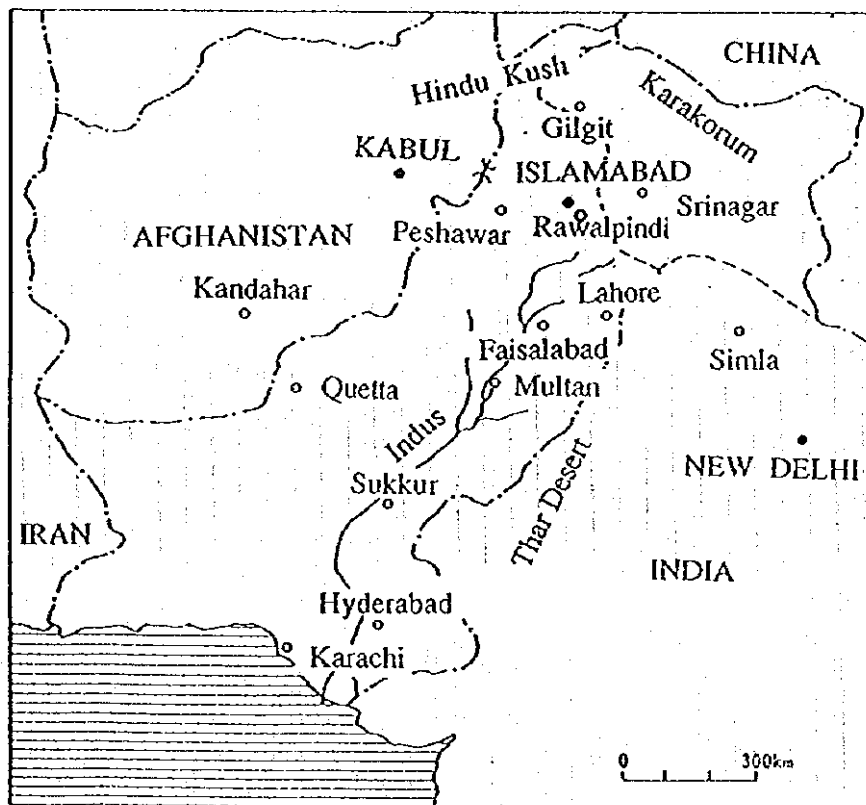 CHINA
Hindu Kush
Karakorum
Gilgit
KABUL
ISLAMABAD
Srinagar
Peshawar
Rawalpindi
AFGHANISTAN
Kandahar
Lahore
Faisalabad
Simla
Quetta
Multan
Indus
Thar Desert
NEW DELHI
Sukkur
IRAN
INDIA
Hyderabad
Karachi
0 300km